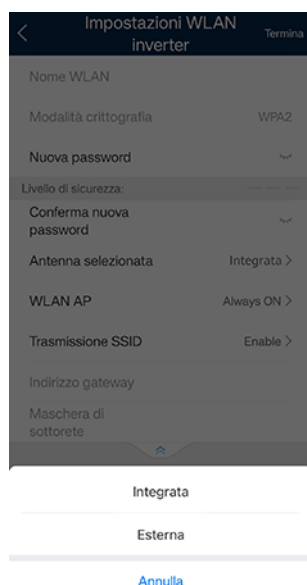 Impostazioni WLAN
inverter
Termina
Nome WLAN
Modalità crittografia WPA2
Nuova password
Livello di sicurezza:
Conferma nuova
password
Antenna selezionata Integrata >
WLAN AP Always ON >
Trasmissione SSID Enable >
Indirizzo gateway
Maschera di
sottorete
Integrata
Esterna
Annulla